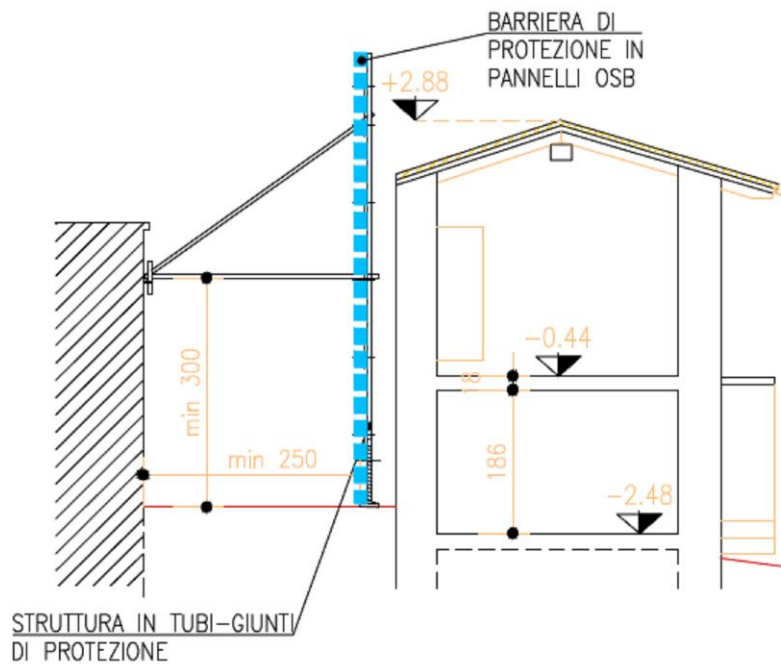 BARRIERA DI
PROTEZIONE IN
PANNELLI OSB
+2.88
-0.44
18
min 300
min 250
186
-2.48
STRUTTURA IN TUBI-GIUNTI
DI PROTEZIONE